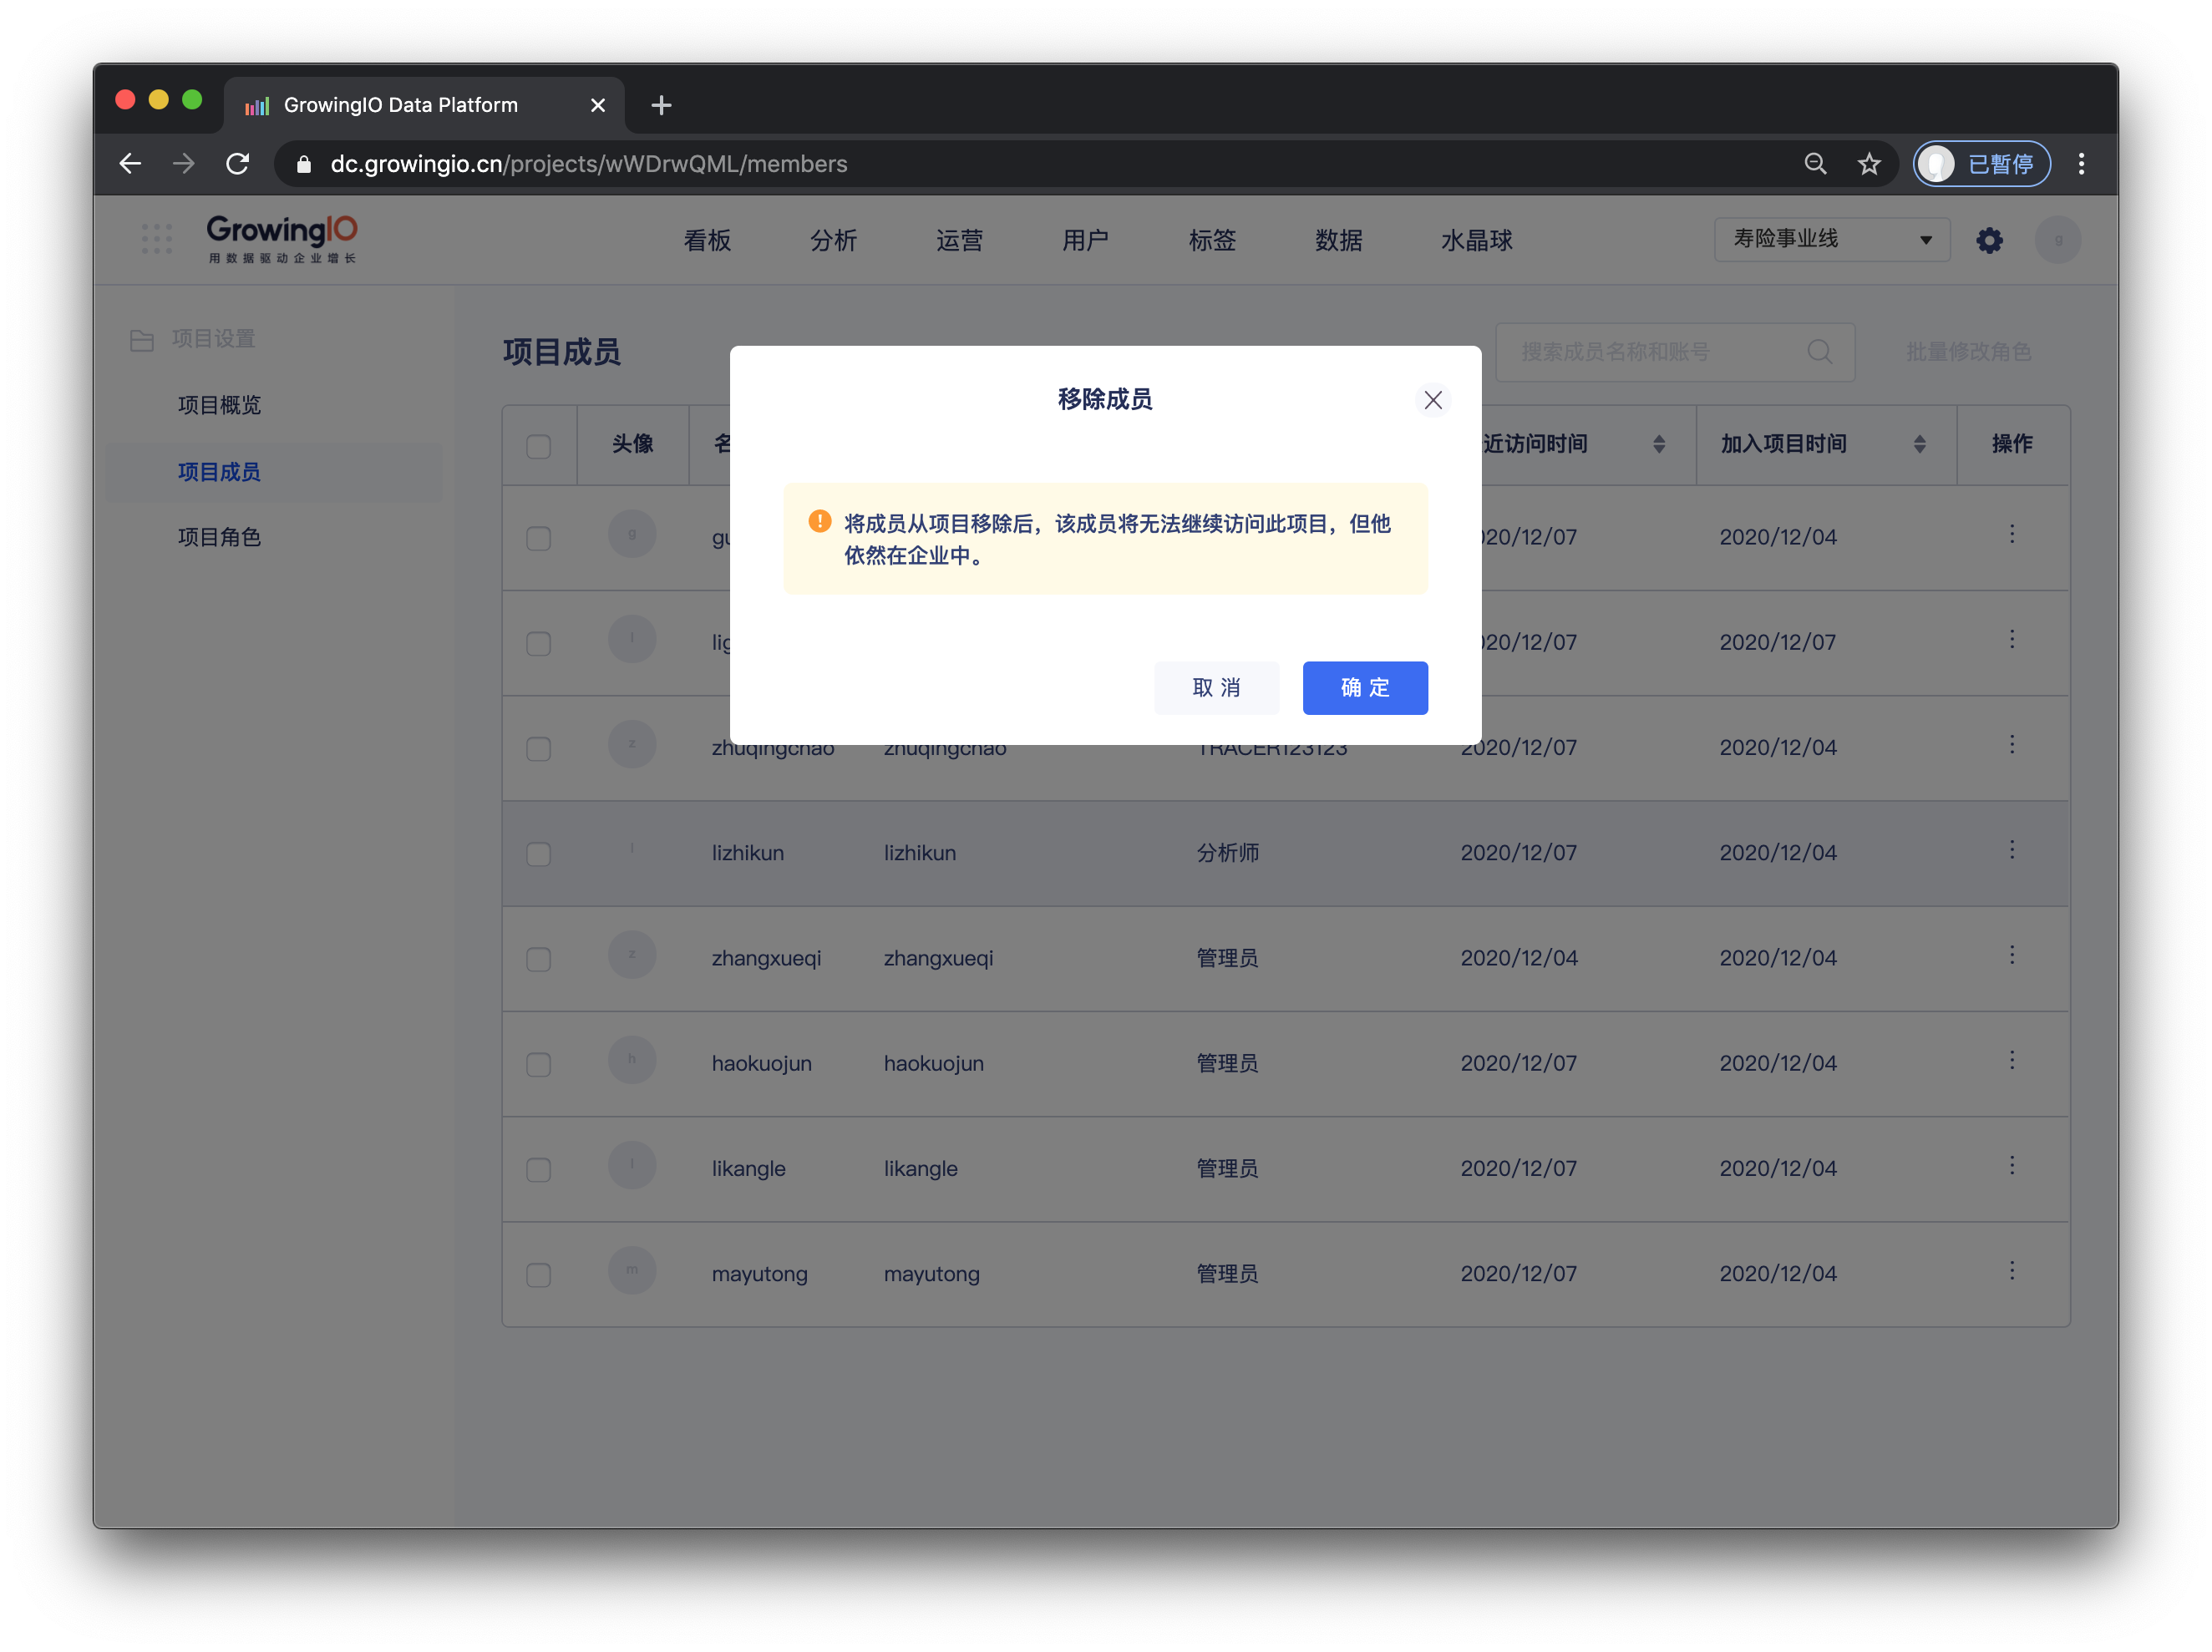 GrowingIO Data Platform
dc.growingio.cn/projects/wWDrwQML/members
已暂停
GrowingIO
用数据驱动企业增长
看板 分析 运营 用户 标签 数据 水晶球
寿险事业线
g
项目设置
项目概览
项目成员
项目角色
项目成员
搜索成员名称和账号
批量修改角色
移除成员
将成员从项目移除后，该成员将无法继续访问此项目，但他
依然在企业中。
取 消 确 定
头像 近访问时间 加入项目时间 操作
g 2020/12/04
l 2020/12/07
z zhuqingchao zhuqingchao TRACER123123 2020/12/07 2020/12/04
l lizhikun lizhikun 分析师 2020/12/07 2020/12/04
z zhangxueqi zhangxueqi 管理员 2020/12/04 2020/12/04
h haokuojun haokuojun 管理员 2020/12/07 2020/12/04
l likangle likangle 管理员 2020/12/07 2020/12/04
m mayutong mayutong 管理员 2020/12/07 2020/12/04